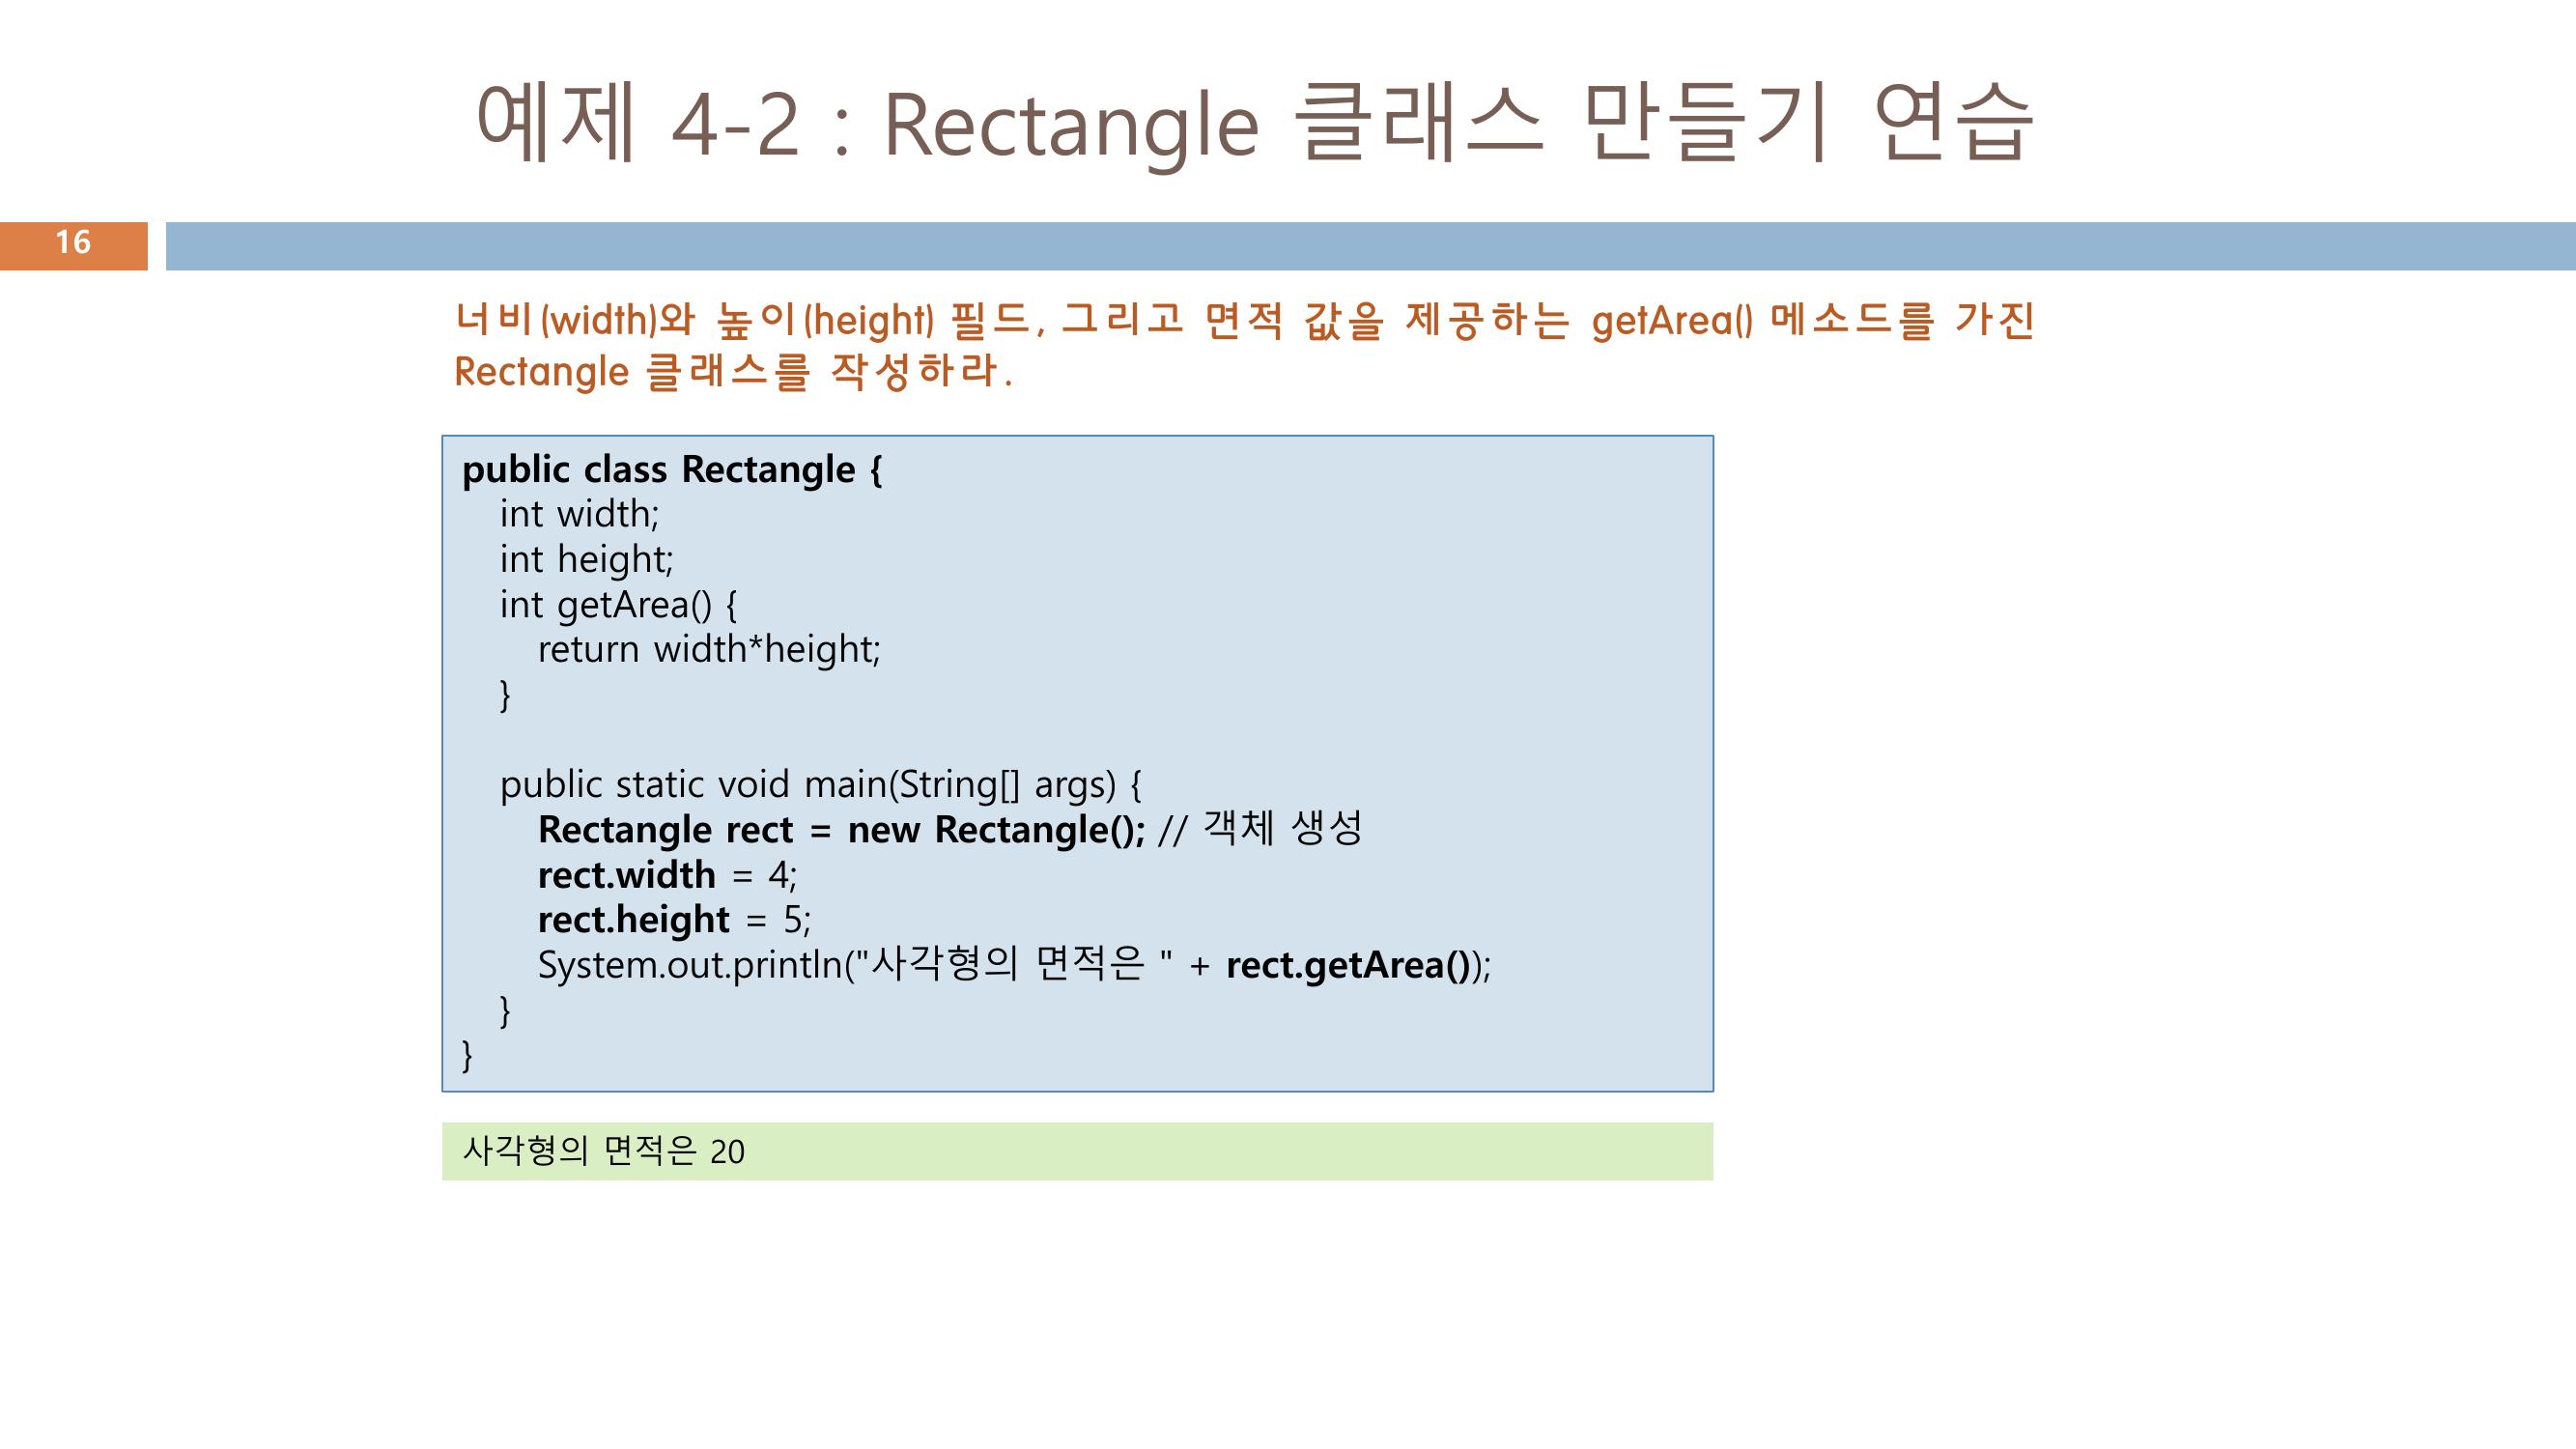 예제 4-2 : Rectangle 클래스 만들기 연습
16
너비(width)와 높이(height) 필드, 그리고 면적 값을 제공하는 getArea() 메소드를 가진
Rectangle 클래스를 작성하라.
public class Rectangle {
int width;
int height;
int getArea() {
return width*height;
}
public static void main(String[] args) {
Rectangle rect = new Rectangle(); // 객체 생성
rect.width = 4;
rect.height = 5;
System.out.println("사각형의 면적은 " + rect.getArea());
}
}
사각형의 면적은 20